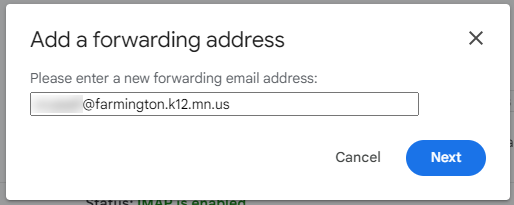 Add a forwarding address
Please enter a new forwarding email address:
@farmington.k12.mn.us
Cancel
Next
Status: IMAP is enabled